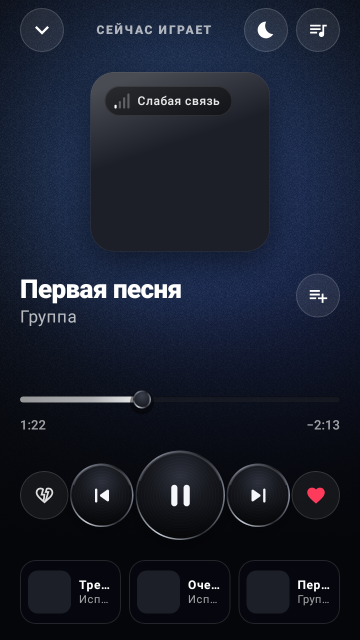 СЕЙЧАС ИГРАЕТ
Слабая связь
Первая песня
Группа
1:22
−2:13
Тре…
Исп…
Оче…
Исп…
Пер…
Груп…